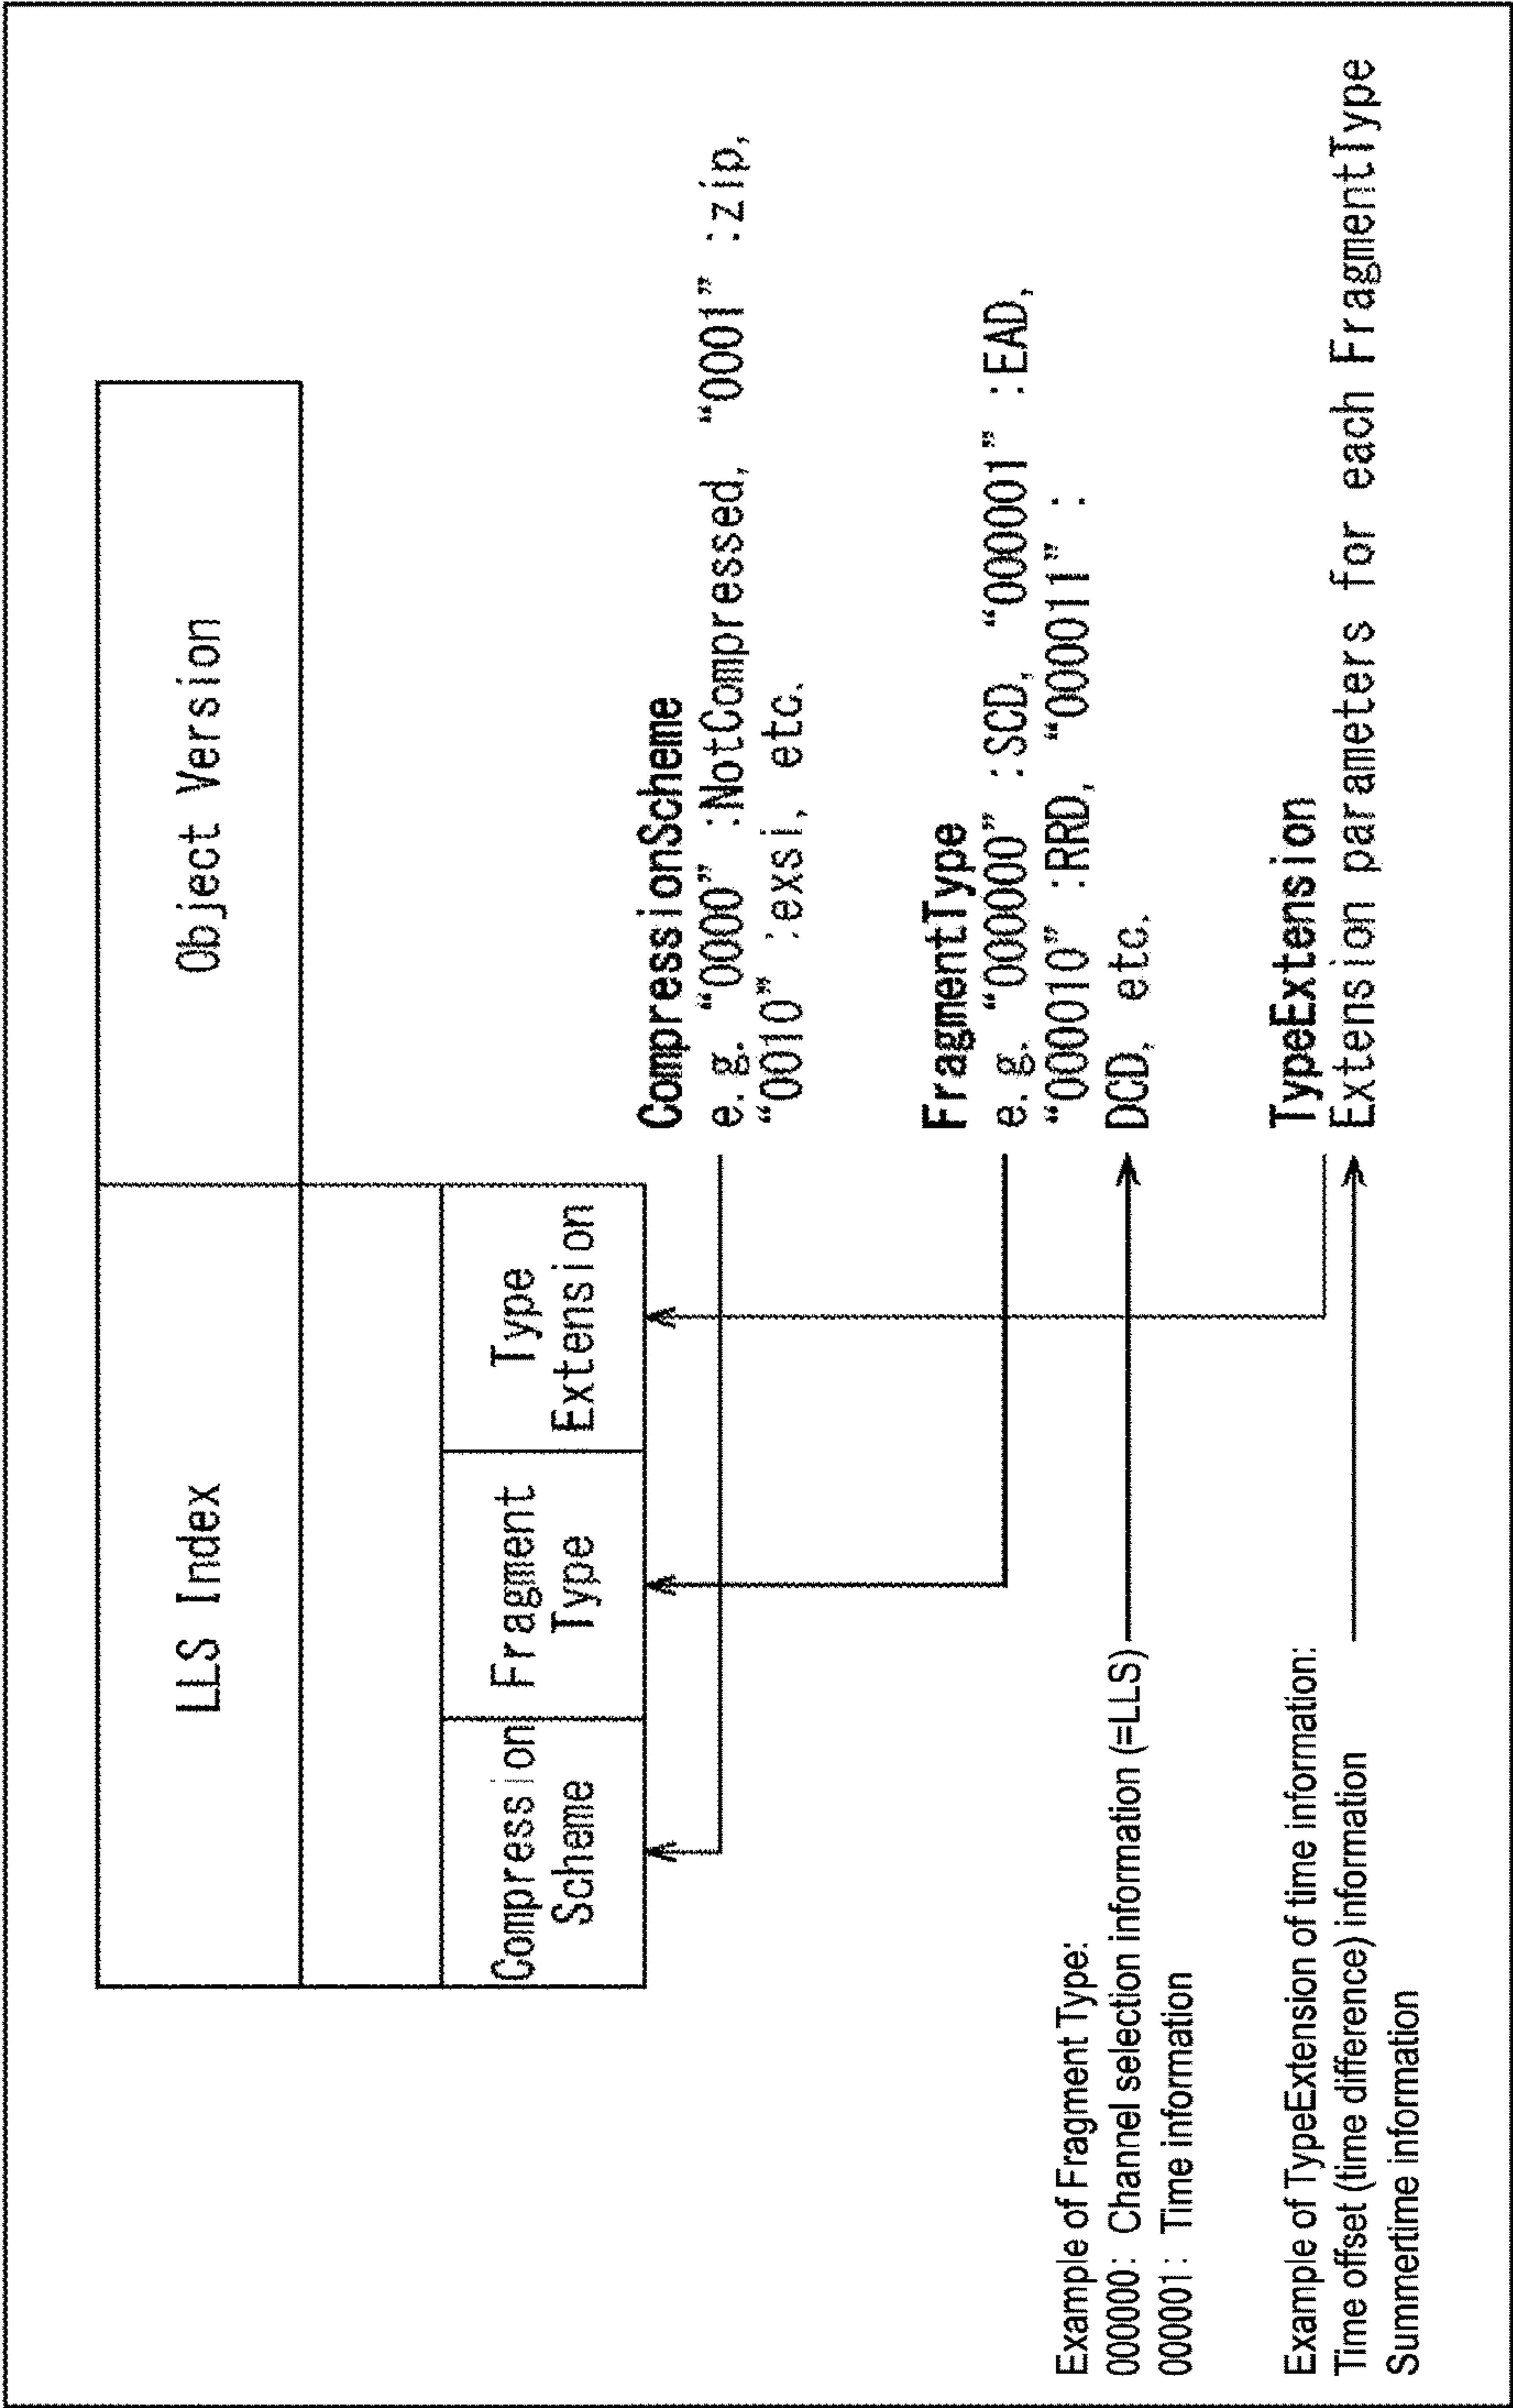 LLS Index
Object Version
Compression
Scheme
Fragment
Type
Type
Extension
CompressionScheme
e.g. “0000” :NotCompressed, “0001” :zip,
“0010” :exsi, etc.
FragmentType
e.g. “000000” :SCD, “000001” :EAD,
“000010” :RRD, “000011” :
DCD, etc.
TypeExtension
Extension parameters for each FragmentType
Example of Fragment Type:
000000: Channel selection information (=LLS)
000001: Time information
Example of TypeExtension of time information:
Time offset (time difference) information
Summertime information